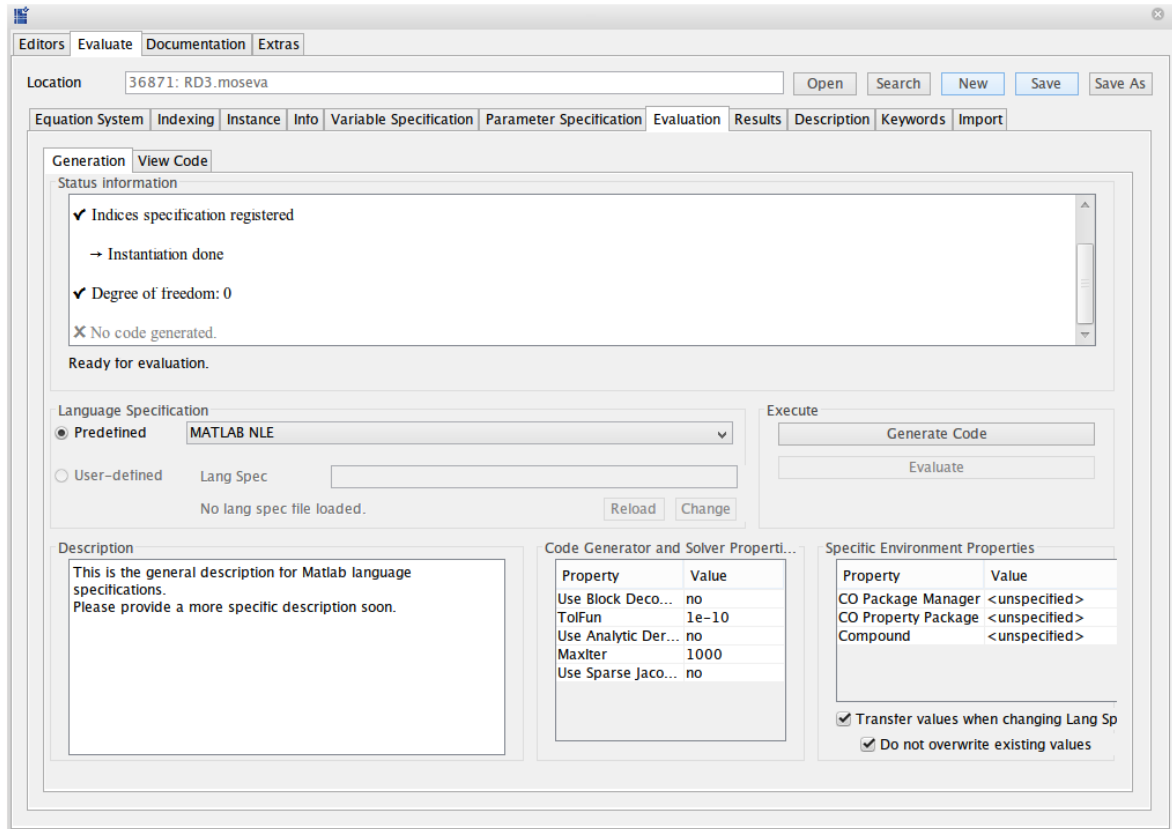 Editors Evaluate Documentation Extras
Location 36871: RD3.moseva Open Search New Save Save As
Equation System Indexing Instance Info Variable Specification Parameter Specification Evaluation Results Description Keywords Import
Generation View Code
Status information
✔ Indices specification registered
→ Instantiation done
✔ Degree of freedom: 0
✕ No code generated.
Ready for evaluation.
Language Specification
Predefined MATLAB NLE
User-defined Lang Spec
No lang spec file loaded. Reload Change
Execute
Generate Code
Evaluate
Description
This is the general description for Matlab language
specifications.
Please provide a more specific description soon.
Code Generator and Solver Properti...
Property Value
Use Block Deco... no
TolFun 1e-10
Use Analytic Der... no
MaxIter 1000
Use Sparse Jaco... no
Specific Environment Properties
Property Value
CO Package Manager <unspecified>
CO Property Package <unspecified>
Compound <unspecified>
Transfer values when changing Lang Sp
Do not overwrite existing values